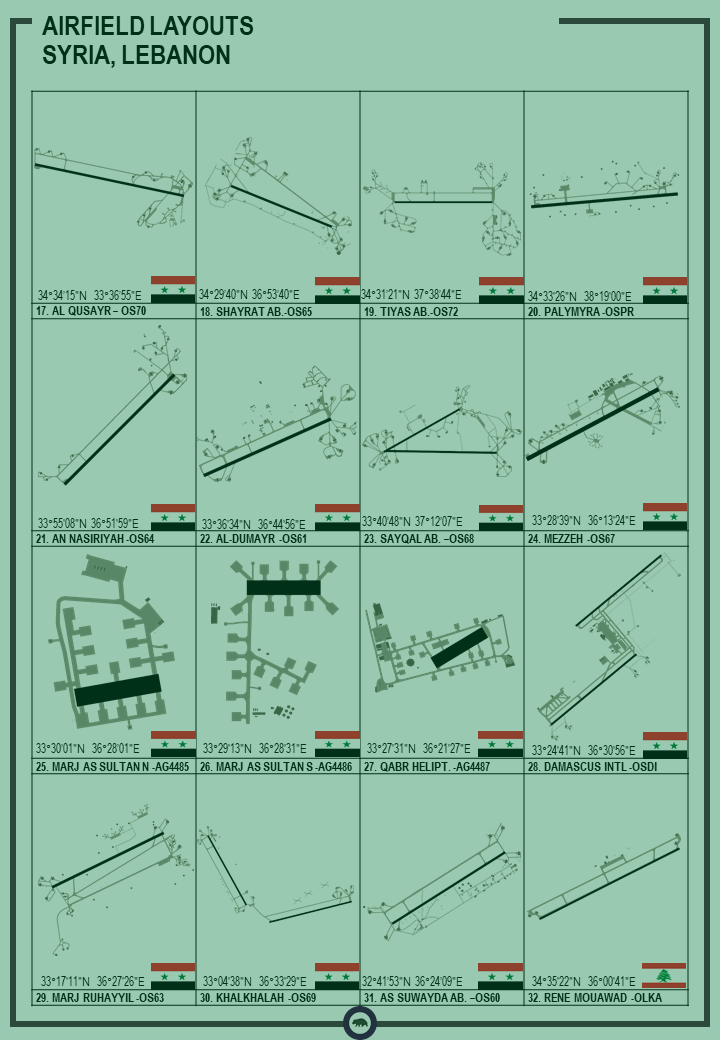 AIRFIELD LAYOUTS
SYRIA, LEBANON
34°34'15"N 33°36'55"E
17. AL QUSAYR – OS70
34°29'40"N 36°53'40"E
18. SHAYRAT AB.-OS65
34°31'21"N 37°38'44"E
19. TIYAS AB.-OS72
34°33'26"N 38°19'00"E
20. PALYMYRA -OSPR
33°55'08"N 36°51'59"E
21. AN NASIRIYAH -OS64
33°36'34"N 36°44'56"E
22. AL-DUMAYR -OS61
33°40'48"N 37°12'07"E
23. SAYQAL AB. –OS68
33°28'39"N 36°13'24"E
24. MEZZEH -OS67
33°30'01"N 36°28'01"E
25. MARJ AS SULTAN N -AG4485
33°29'13"N 36°28'31"E
26. MARJ AS SULTAN S -AG4486
33°27'31"N 36°21'27"E
27. QABR HELIPT. -AG4487
33°24'41"N 36°30'56"E
28. DAMASCUS INTL -OSDI
33°17'11"N 36°27'26"E
29. MARJ RUHAYYIL -OS63
33°04'38"N 36°33'29"E
30. KHALKHALAH -OS69
32°41'53"N 36°24'09"E
31. AS SUWAYDA AB. –OS60
34°35'22"N 36°00'41"E
32. RENE MOUAWAD -OLKA